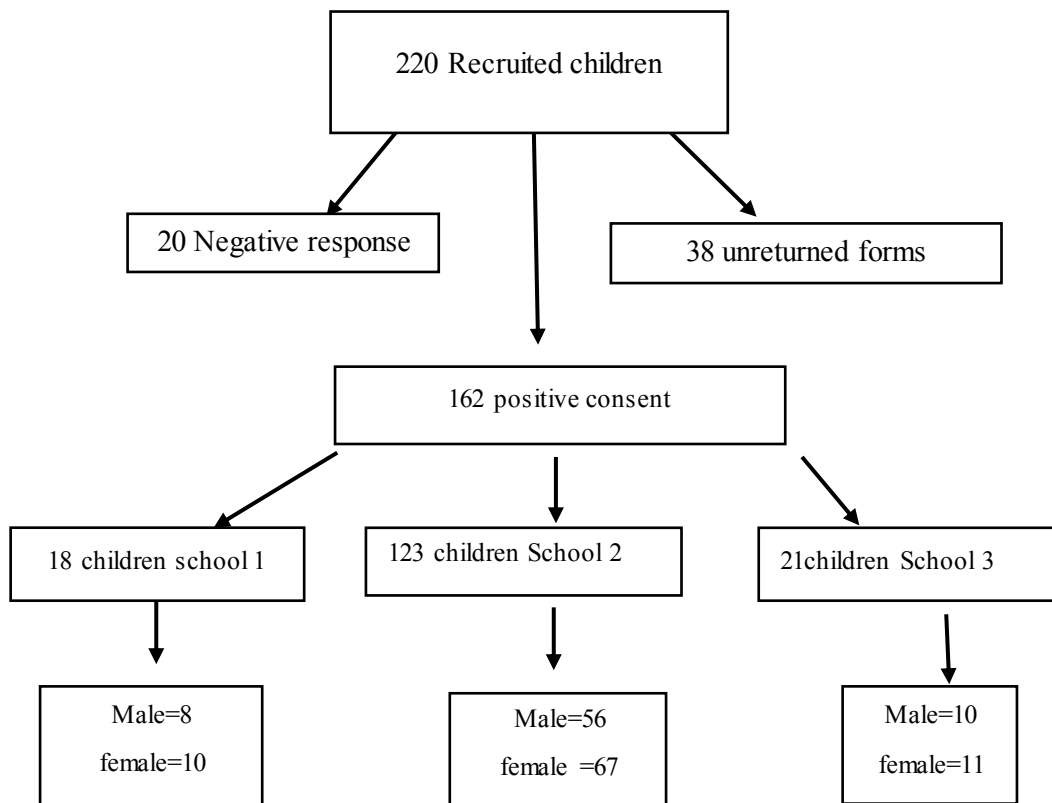 220 Recruited children
20 Negative response
38 unreturned forms
162 positive consent
18 children school 1
123 children School 2
21children School 3
Male=8
female=10
Male=56
female =67
Male=10
female=11